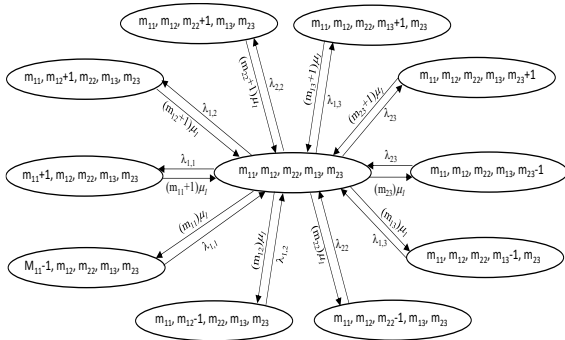 m11, m12, m22+1, m13, m23
m11, m12, m22, m13+1, m23
m11, m12+1, m22, m13, m23
m11, m12, m22, m13, m23+1
(m22+1)μl
λ2,2
(m13+1)μl
λ1,3
λ1,2
(m12+1)μl
(m23+1)μl
λ23
m11+1, m12, m22, m13, m23
λ1,1
(m11+1)μl
m11, m12, m22, m13, m23
λ23
(m23)μl
m11, m12, m22, m13, m23-1
M11-1, m12, m22, m13, m23
(m11)μl
λ1,1
(m12)μl
λ1,2
(m22)μl
λ22
(m13)μl
λ1,3
m11, m12, m22, m13-1, m23
m11, m12-1, m22, m13, m23
m11, m12, m22-1, m13, m23